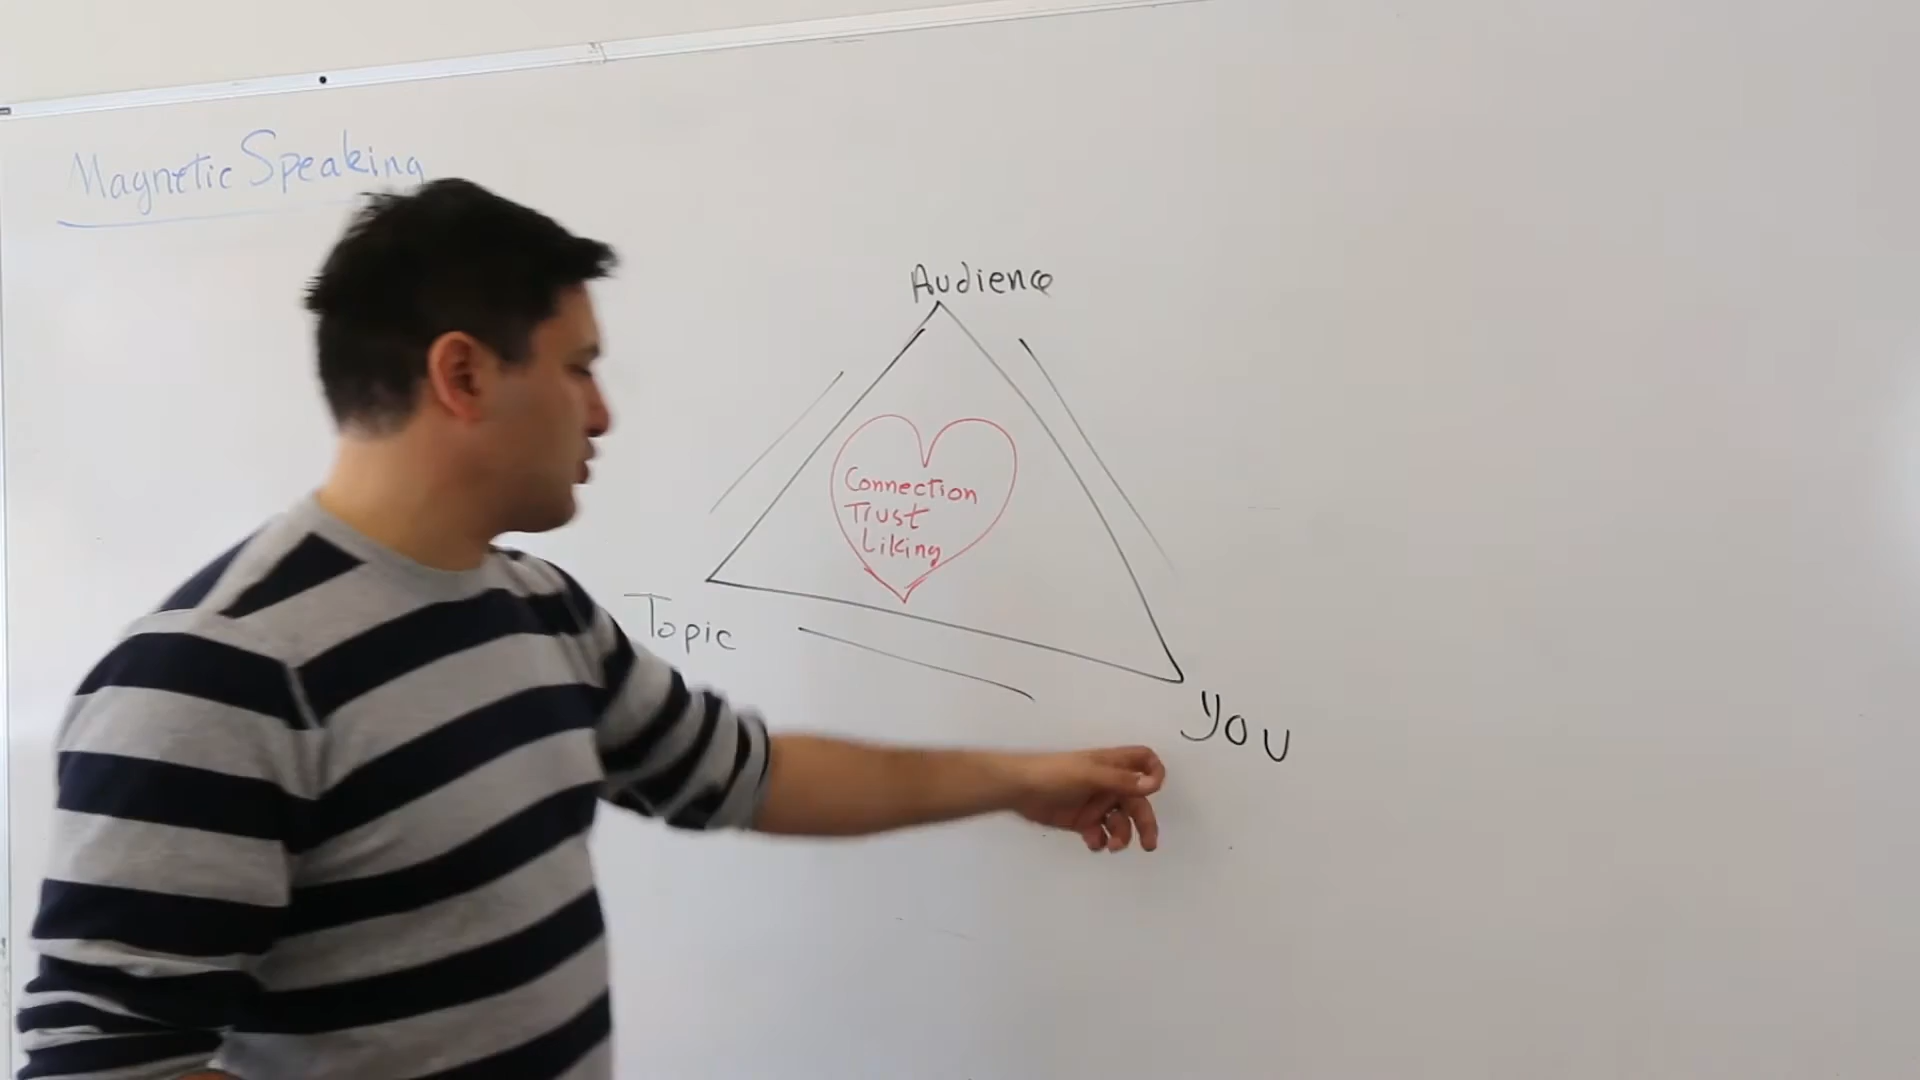 Magnetic Speaking
Audience
Connection
Trust
Liking
Topic
You